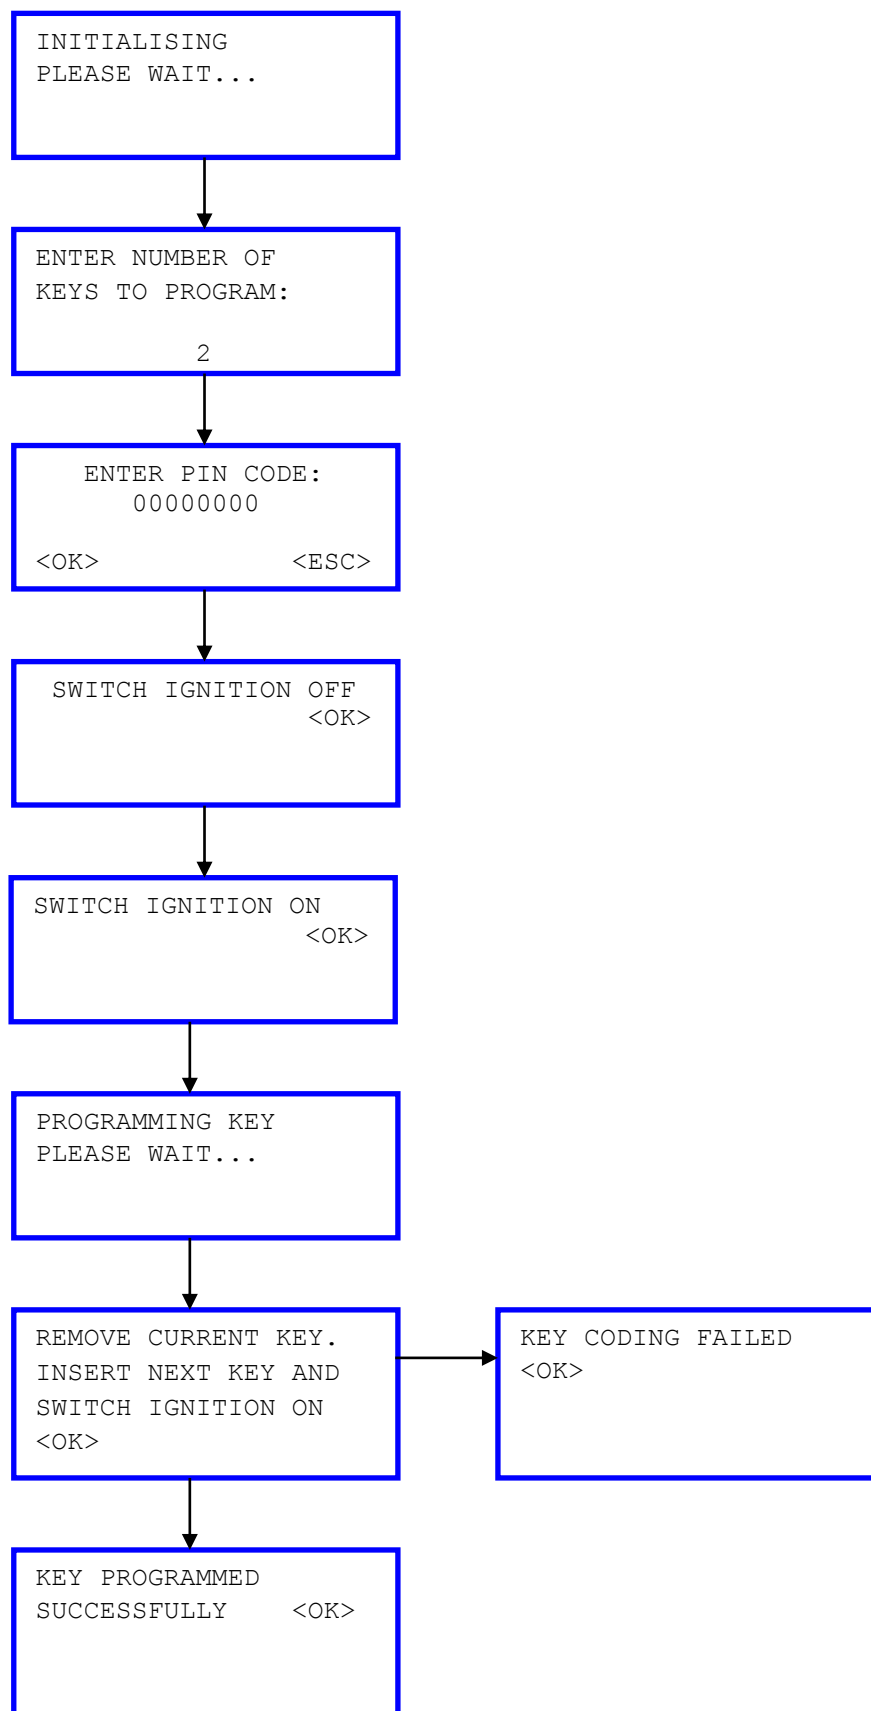 INITIALISING
PLEASE WAIT...
ENTER NUMBER OF
KEYS TO PROGRAM:
2
ENTER PIN CODE:
00000000
<OK> <ESC>
SWITCH IGNITION OFF
<OK>
SWITCH IGNITION ON
<OK>
PROGRAMMING KEY
PLEASE WAIT...
REMOVE CURRENT KEY.
INSERT NEXT KEY AND
SWITCH IGNITION ON
<OK>
KEY CODING FAILED
<OK>
KEY PROGRAMMED
SUCCESSFULLY <OK>